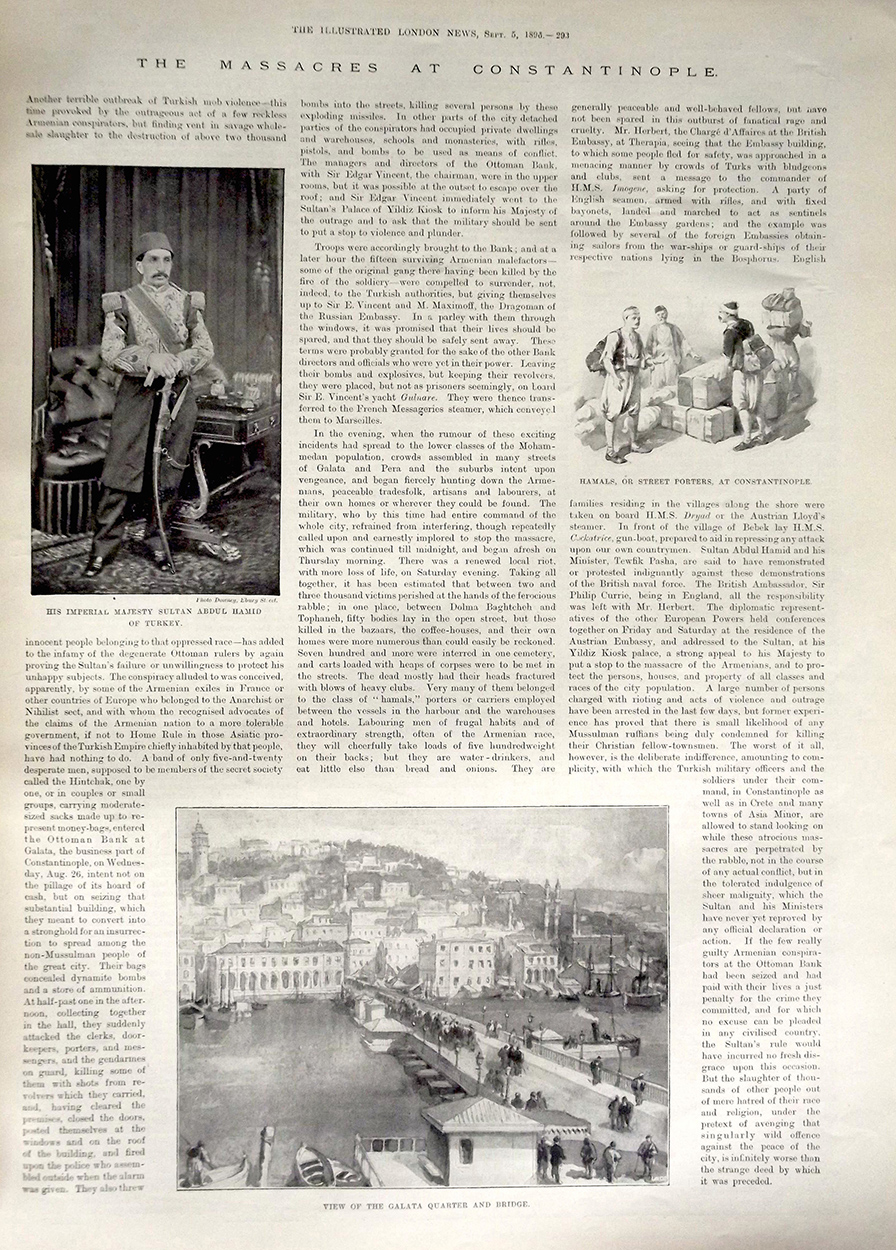 THE ILLUSTRATED LONDON NEWS, SEPT. 5, 1896.— 293
THE MASSACRES AT CONSTANTINOPLE.
Another terrible outbreak of Turkish mob violence—this
time provoked by the outrageous act of a few reckless
Armenian conspirators, but finding vent in savage whole-
sale slaughter to the destruction of above two thousand
Photo Downey, Ebury St. ed.
HIS IMPERIAL MAJESTY SULTAN ABDUL HAMID
OF TURKEY.
innocent people belonging to that oppressed race—has added
to the infamy of the degenerate Ottoman rulers by again
proving the Sultan's failure or unwillingness to protect his
unhappy subjects. The conspiracy alluded to was conceived,
apparently, by some of the Armenian exiles in France or
other countries of Europe who belonged to the Anarchist or
Nihilist sect, and with whom the recognised advocates of
the claims of the Armenian nation to a more tolerable
government, if not to Home Rule in those Asiatic pro-
vinces of the Turkish Empire chiefly inhabited by that people,
have had nothing to do. A band of only five-and-twenty
desperate men, supposed to be members of the secret society
called the Hintchak, one by
one, or in couples or small
groups, carrying moderate-
sized sacks made up to re-
present money-bags, entered
the Ottoman Bank at
Galata, the business part of
Constantinople, on Wednes-
day, Aug. 26, intent not on
the pillage of its hoard of
cash, but on seizing that
substantial building, which
they meant to convert into
a stronghold for an insurrec-
tion to spread among the
non-Mussulman people of
the great city. Their bags
concealed dynamite bombs
and a store of ammunition.
At half-past one in the after-
noon, collecting together
in the hall, they suddenly
attacked the clerks, door-
keepers, porters, and mes-
sengers, and the gendarmes
on guard, killing some of
them with shots from re-
volvers which they carried,
and, having cleared the
premises, closed the doors,
posted themselves at the
windows and on the roof
of the building, and fired
upon the police who assem-
bled outside when the alarm
was given. They also threw
bombs into the streets, killing several persons by these
exploding missiles. In other parts of the city detached
parties of the conspirators had occupied private dwellings
and warehouses, schools and monasteries, with rifles,
pistols, and bombs to be used as means of conflict.
The managers and directors of the Ottoman Bank,
with Sir Edgar Vincent, the chairman, were in the upper
rooms, but it was possible at the outset to escape over the
roof; and Sir Edgar Vincent immediately went to the
Sultan's Palace of Yildiz Kiosk to inform his Majesty of
the outrage and to ask that the military should be sent
to put a stop to violence and plunder.
Troops were accordingly brought to the Bank; and at a
later hour the fifteen surviving Armenian malefactors—
some of the original gang there having been killed by the
fire of the soldiery—were compelled to surrender, not,
indeed, to the Turkish authorities, but giving themselves
up to Sir E. Vincent and M. Maximoff, the Dragoman of
the Russian Embassy. In a parley with them through
the windows, it was promised that their lives should be
spared, and that they should be safely sent away. These
terms were probably granted for the sake of the other Bank
directors and officials who were yet in their power. Leaving
their bombs and explosives, but keeping their revolvers,
they were placed, but not as prisoners seemingly, on board
Sir E. Vincent's yacht Gulnare. They were thence trans-
ferred to the French Messageries steamer, which conveyed
them to Marseilles.
In the evening, when the rumour of these exciting
incidents had spread to the lower classes of the Moham-
medan population, crowds assembled in many streets
of Galata and Pera and the suburbs intent upon
vengeance, and began fiercely hunting down the Arme-
nians, peaceable tradesfolk, artisans and labourers, at
their own homes or wherever they could be found. The
military, who by this time had entire command of the
whole city, refrained from interfering, though repeatedly
called upon and earnestly implored to stop the massacre,
which was continued till midnight, and began afresh on
Thursday morning. There was a renewed local riot,
with more loss of life, on Saturday evening. Taking all
together, it has been estimated that between two and
three thousand victims perished at the hands of the ferocious
rabble; in one place, between Dolma Baghtcheh and
Tophaneh, fifty bodies lay in the open street, but those
killed in the bazaars, the coffee-houses, and their own
homes were more numerous than could easily be reckoned.
Seven hundred and more were interred in one cemetery,
and carts loaded with heaps of corpses were to be met in
the streets. The dead mostly had their heads fractured
with blows of heavy clubs. Very many of them belonged
to the class of "hamals," porters or carriers employed
between the vessels in the harbour and the warehouses
and hotels. Labouring men of frugal habits and of
extraordinary strength, often of the Armenian race,
they will cheerfully take loads of five hundredweight
on their backs; but they are water-drinkers, and
eat little else than bread and onions. They are
generally peaceable and well-behaved fellows, but have
not been spared in this outburst of fanatical rage and
cruelty. Mr. Herbert, the Chargé d'Affaires at the British
Embassy, at Therapia, seeing that the Embassy building,
to which some people fled for safety, was approached in a
menacing manner by crowds of Turks with bludgeons
and clubs, sent a message to the commander of
H.M.S. Imogene, asking for protection. A party of
English seamen, armed with rifles, and with fixed
bayonets, landed and marched to act as sentinels
around the Embassy gardens; and the example was
followed by several of the foreign Embassies obtain-
ing sailors from the war-ships or guard-ships of their
respective nations lying in the Bosphorus. English
HAMALS, OR STREET PORTERS, AT CONSTANTINOPLE.
families residing in the villages along the shore were
taken on board H.M.S. Dryad or the Austrian Lloyd's
steamer. In front of the village of Bebek lay H.M.S.
Cockatrice, gun-boat, prepared to aid in repressing any attack
upon our own countrymen. Sultan Abdul Hamid and his
Minister, Tewfik Pasha, are said to have remonstrated
or protested indignantly against these demonstrations
of the British naval force. The British Ambassador, Sir
Philip Currie, being in England, all the responsibility
was left with Mr. Herbert. The diplomatic represent-
atives of the other European Powers held conferences
together on Friday and Saturday at the residence of the
Austrian Embassy, and addressed to the Sultan, at his
Yildiz Kiosk palace, a strong appeal to his Majesty to
put a stop to the massacre of the Armenians, and to pro-
tect the persons, houses, and property of all classes and
races of the city population. A large number of persons
charged with rioting and acts of violence and outrage
have been arrested in the last few days, but former experi-
ence has proved that there is small likelihood of any
Mussulman ruffians being duly condemned for killing
their Christian fellow-townsmen. The worst of it all,
however, is the deliberate indifference, amounting to com-
plicity, with which the Turkish military officers and the
soldiers under their com-
mand, in Constantinople as
well as in Crete and many
towns of Asia Minor, are
allowed to stand looking on
while these atrocious mas-
sacres are perpetrated by
the rabble, not in the course
of any actual conflict, but in
the tolerated indulgence of
sheer malignity, which the
Sultan and his Ministers
have never yet reproved by
any official declaration or
action. If the few really
guilty Armenian conspira-
tors at the Ottoman Bank
had been seized and had
paid with their lives a just
penalty for the crime they
committed, and for which
no excuse can be pleaded
in any civilised country,
the Sultan's rule would
have incurred no fresh dis-
grace upon this occasion.
But the slaughter of thou-
sands of other people out
of mere hatred of their race
and religion, under the
pretext of avenging that
singularly wild offence
against the peace of the
city, is infinitely worse than
the strange deed by which
it was preceded.
VIEW OF THE GALATA QUARTER AND BRIDGE.